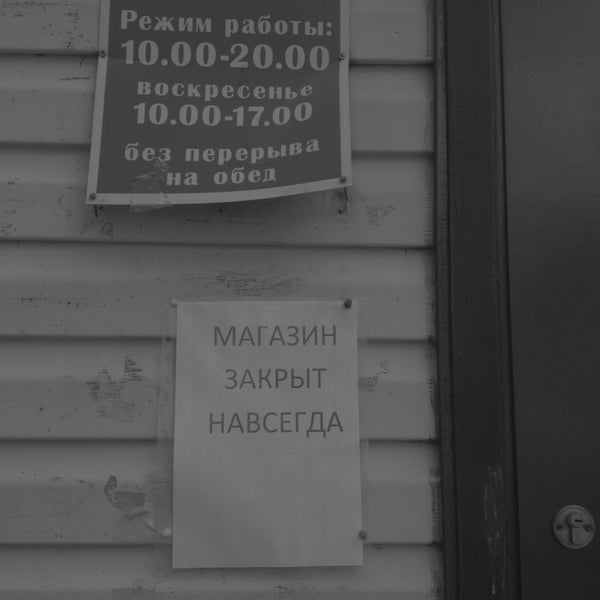 Режим работы:
10.00-20.00
воскресенье
10.00-17.00
без перерыва
на обед
МАГАЗИН
ЗАКРЫТ
НАВСЕГДА